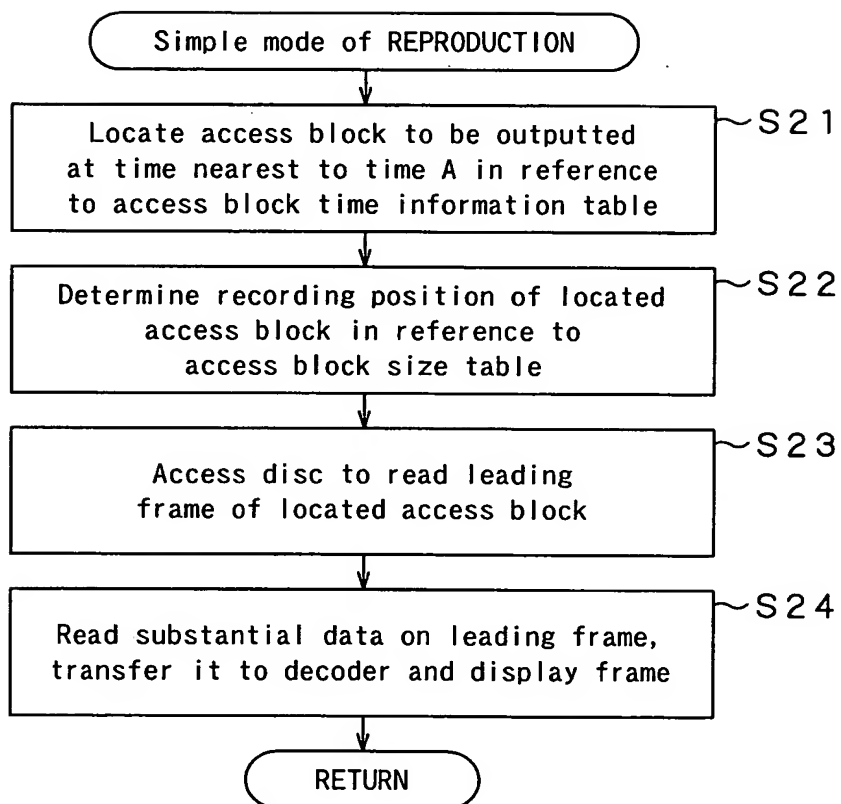 Simple mode of REPRODUCTION
Locate access block to be outputted
at time nearest to time A in reference
to access block time information table
S21
Determine recording position of located
access block in reference to
access block size table
S22
Access disc to read leading
frame of located access block
S23
Read substantial data on leading frame,
transfer it to decoder and display frame
S24
RETURN